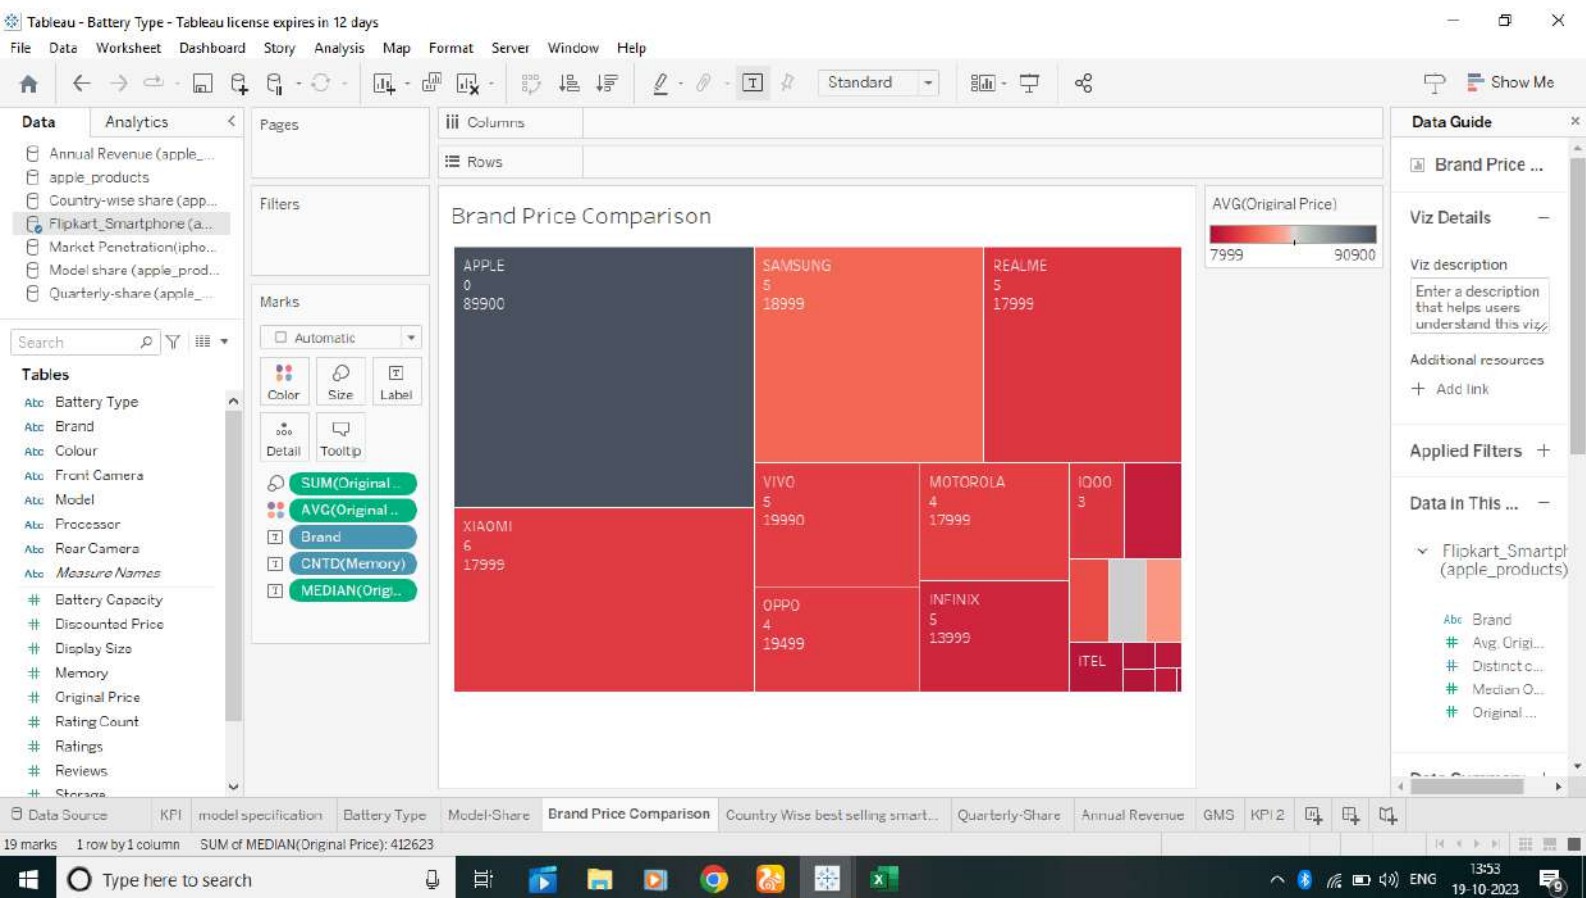 Tableau - Battery Type - Tableau license expires in 12 days
File Data Worksheet Dashboard Story Analysis Map Format Server Window Help
Standard
Show Me
Data Analytics
Annual Revenue (apple_...
apple_products
Country-wise share (app...
Flipkart_Smartphone (a...
Market Penetration(ipho...
Model share (apple_prod...
Quarterly-share (apple_...
Search
Tables
Abc Battery Type
Abc Brand
Abc Colour
Abc Front Camera
Abc Model
Abc Processor
Abc Rear Camera
Abc Measure Names
# Battery Capacity
# Discounted Price
# Display Size
# Memory
# Original Price
# Rating Count
# Ratings
# Reviews
# Storage
Pages
Filters
Marks
Automatic
Color Size Label
Detail Tooltip
SUM(Original ...
AVG(Original ..
Brand
CNTD(Memory)
MEDIAN(Origi..
Columns
Rows
Brand Price Comparison
APPLE
0
89900
SAMSUNG
5
18999
REALME
5
17999
XIAOMI
6
17999
VIVO
5
19990
MOTOROLA
4
17999
IQOO
3
OPPO
4
19499
INFINIX
5
13999
ITEL
AVG(Original Price)
7999 90900
Data Guide
Brand Price ...
Viz Details
Viz description
Enter a description
that helps users
understand this viz
Additional resources
+ Add link
Applied Filters +
Data in This ...
Flipkart_Smartph
(apple_products)
Abc Brand
# Avg. Origi...
# Distinct c...
# Median O...
# Original ...
Data Source KPI model specification Battery Type Model-Share Brand Price Comparison Country Wise best selling smart... Quarterly-Share Annual Revenue GMS KPI 2
19 marks 1 row by 1 column SUM of MEDIAN(Original Price): 412623
Type here to search
ENG
13:53
19-10-2023
9